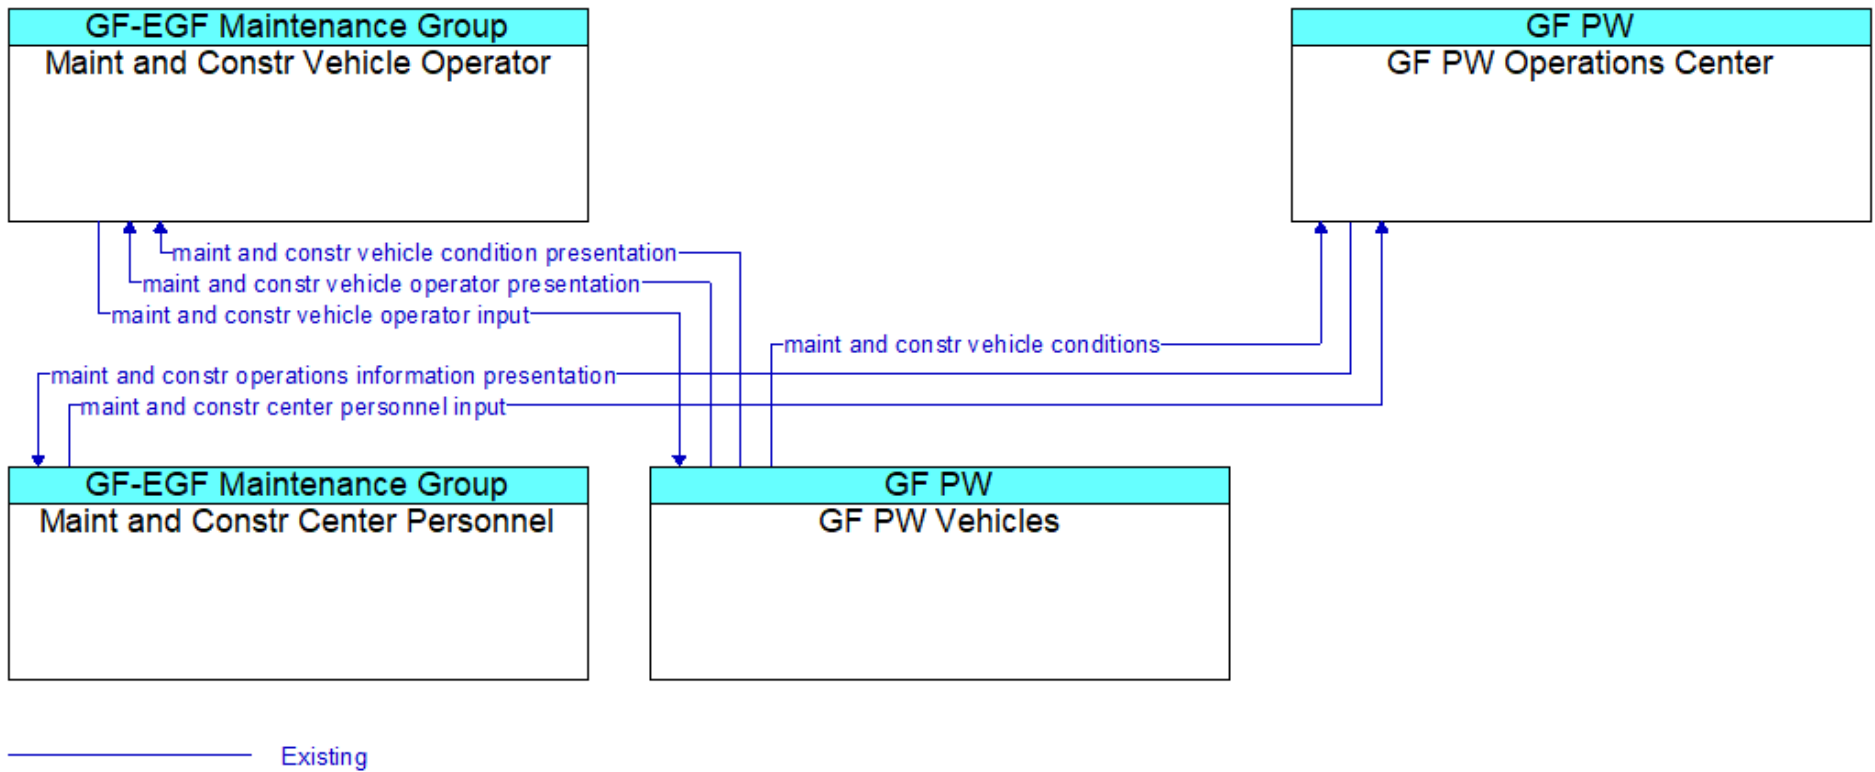 GF-EGF Maintenance Group
Maint and Constr Vehicle Operator
GF PW
GF PW Operations Center
maint and constr vehicle condition presentation
maint and constr vehicle operator presentation
maint and constr vehicle operator input
maint and constr vehicle conditions
maint and constr operations information presentation
maint and constr center personnel input
GF-EGF Maintenance Group
Maint and Constr Center Personnel
GF PW
GF PW Vehicles
Existing